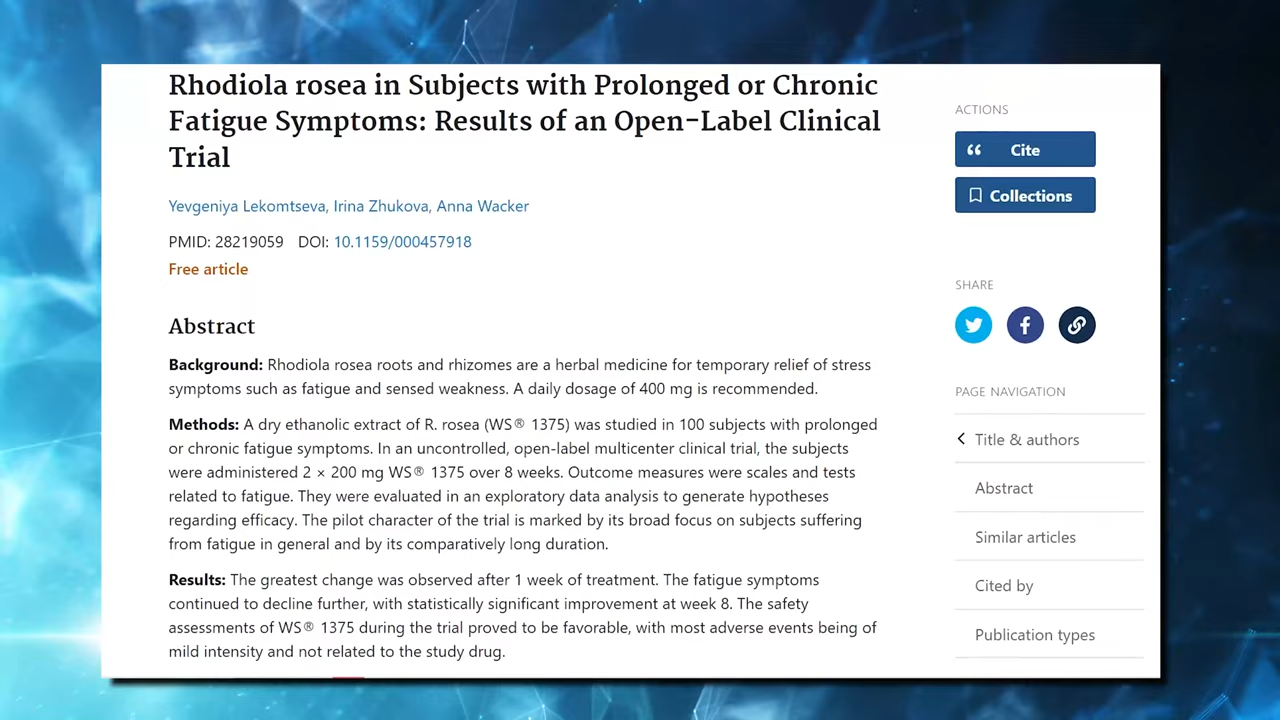 Rhodiola rosea in Subjects with Prolonged or Chronic
Fatigue Symptoms: Results of an Open-Label Clinical
Trial
Yevgeniya Lekomtseva, Irina Zhukova, Anna Wacker
PMID: 28219059 DOI: 10.1159/000457918
Free article
Abstract
Background: Rhodiola rosea roots and rhizomes are a herbal medicine for temporary relief of stress
symptoms such as fatigue and sensed weakness. A daily dosage of 400 mg is recommended.
Methods: A dry ethanolic extract of R. rosea (WS® 1375) was studied in 100 subjects with prolonged
or chronic fatigue symptoms. In an uncontrolled, open-label multicenter clinical trial, the subjects
were administered 2 × 200 mg WS® 1375 over 8 weeks. Outcome measures were scales and tests
related to fatigue. They were evaluated in an exploratory data analysis to generate hypotheses
regarding efficacy. The pilot character of the trial is marked by its broad focus on subjects suffering
from fatigue in general and by its comparatively long duration.
Results: The greatest change was observed after 1 week of treatment. The fatigue symptoms
continued to decline further, with statistically significant improvement at week 8. The safety
assessments of WS® 1375 during the trial proved to be favorable, with most adverse events being of
mild intensity and not related to the study drug.
ACTIONS
Cite
Collections
SHARE
PAGE NAVIGATION
Title & authors
Abstract
Similar articles
Cited by
Publication types